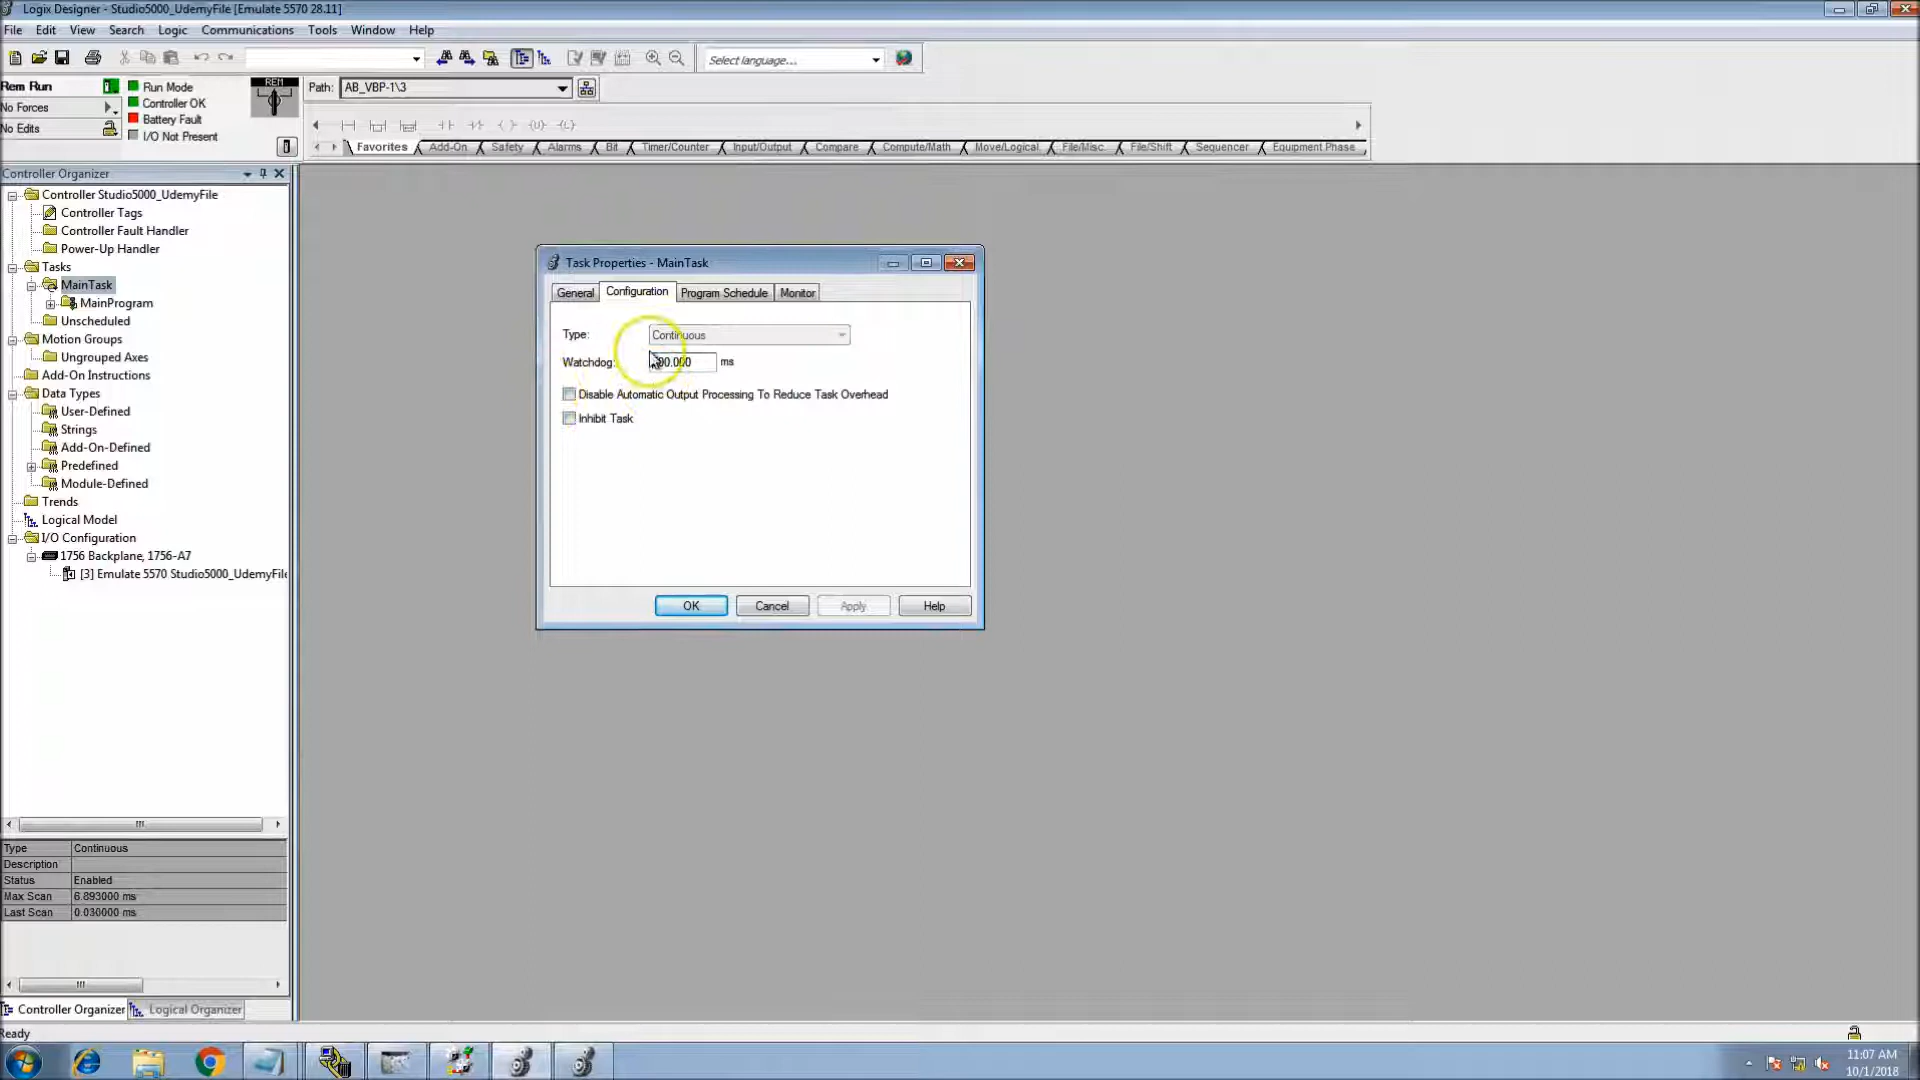 Logix Designer - Studio5000_UdemyFile [Emulate 5570 28.11]
File Edit View Search Logic Communications Tools Window Help
Select language...
Rem Run
No Forces
No Edits
Run Mode
Controller OK
Battery Fault
I/O Not Present
REM
Path: AB_VBP-1\3
Favorites Add-On Safety Alarms Bit Timer/Counter Input/Output Compare Compute/Math Move/Logical File/Misc. File/Shift Sequencer Equipment Phase
Controller Organizer
Controller Studio5000_UdemyFile
Controller Tags
Controller Fault Handler
Power-Up Handler
Tasks
MainTask
MainProgram
Unscheduled
Motion Groups
Ungrouped Axes
Add-On Instructions
Data Types
User-Defined
Strings
Add-On-Defined
Predefined
Module-Defined
Trends
Logical Model
I/O Configuration
1756 Backplane, 1756-A7
[3] Emulate 5570 Studio5000_UdemyFile
Task Properties - MainTask
General Configuration Program Schedule Monitor
Type: Continuous
Watchdog: ms
Disable Automatic Output Processing To Reduce Task Overhead
Inhibit Task
OK Cancel Apply Help
Type Continuous
Description
Status Enabled
Max Scan 6.893000 ms
Last Scan 0.030000 ms
Controller Organizer Logical Organizer
Ready
11:07 AM
10/1/2018